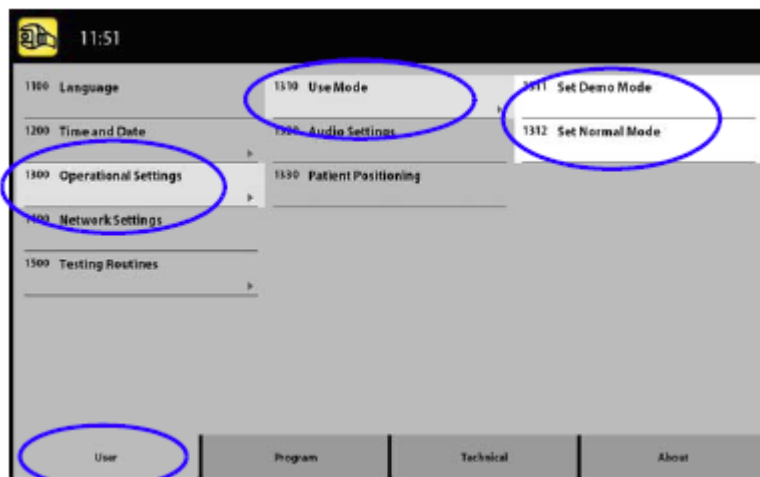 11:51
1100 Language
1200 Time and Date
1300 Operational Settings
Network Settings
1500 Testing Routines
1310 Use Mode
Audio Settings
1330 Patient Positioning
Set Demo Mode
1312 Set Normal Mode
User
Program
Technical
About